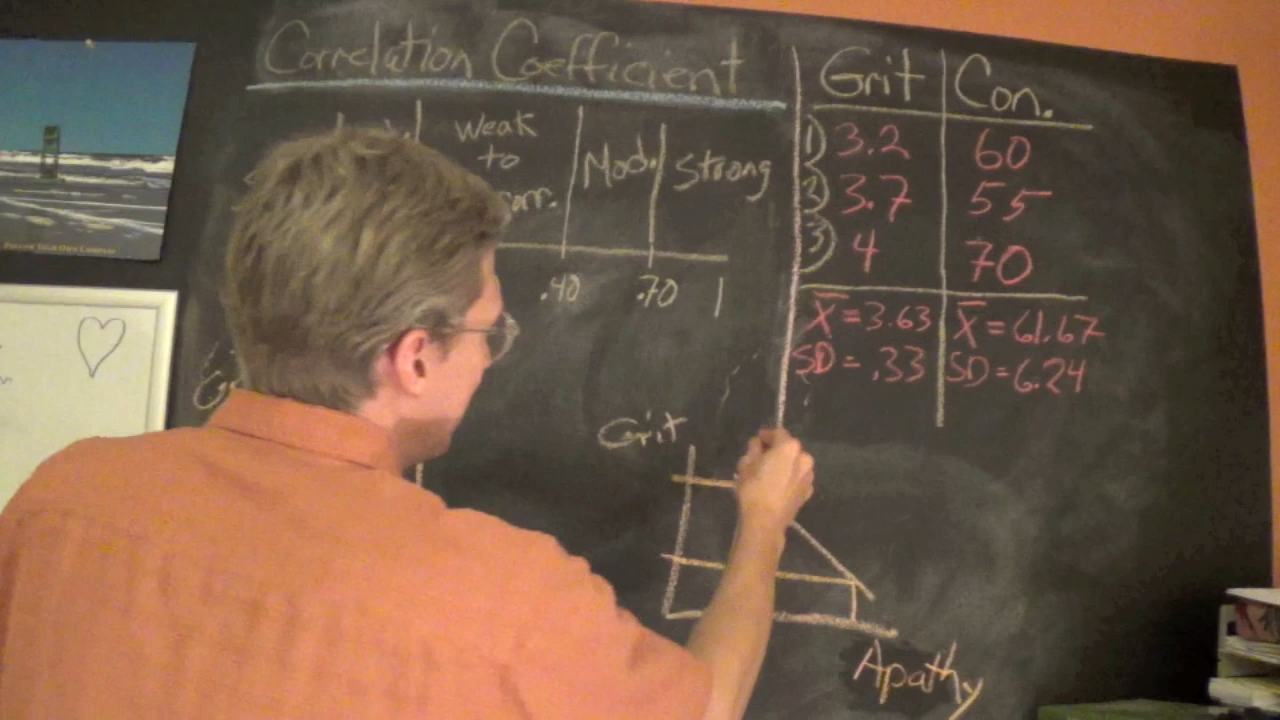 Correlation Coefficient
Weak
to
Mod.
Strong
.40
.70
1
Grit Con.
1) 3.2 60
2) 3.7 55
3) 4 70
X̄ = 3.63 X̄ = 61.67
SD = .33 SD = 6.24
Grit
Apathy